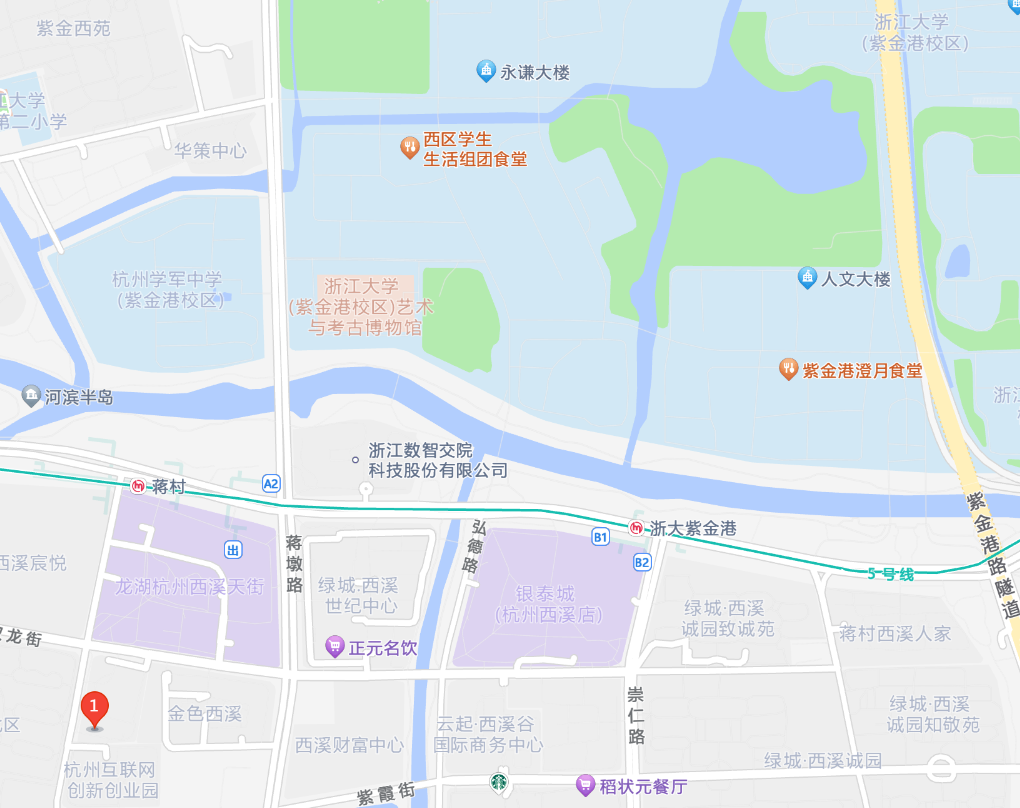 紫金西苑
浙江大学
(紫金港校区)
永谦大楼
江大学
第二小学
西区学生
生活组团食堂
华策中心
杭州学军中学
(紫金港校区)
浙江大学
(紫金港校区)艺术
与考古博物馆
人文大楼
紫金港澄月食堂
河滨半岛
浙江
浙江数智交院
科技股份有限公司
蒋村
A2
紫金港路隧道
弘德路
B1
浙大紫金港
蒋墩路
出
B2
西溪宸悦
5号线
龙湖杭州西溪天街
绿城·西溪
世纪中心
银泰城
(杭州西溪店)
绿城·西溪
诚园致诚苑
蒋村西溪人家
双龙街
正元名饮
1
金色西溪
崇仁路
绿城·西溪
诚园知敬苑
北区
西溪财富中心
云起·西溪谷
国际商务中心
杭州互联网
创新创业园
绿城·西溪诚园
紫霞街
稻状元餐厅